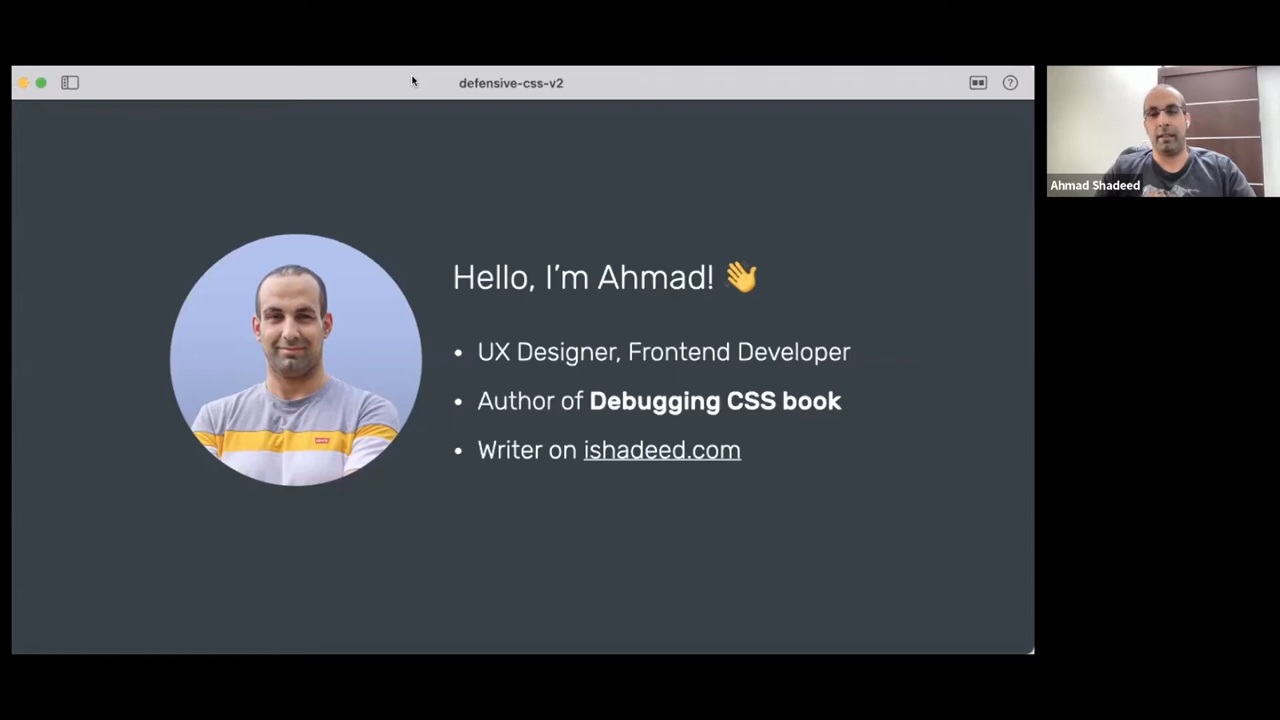 defensive-css-v2
Ahmad Shadeed
Hello, I’m Ahmad! 👋
• UX Designer, Frontend Developer
• Author of Debugging CSS book
• Writer on ishadeed.com